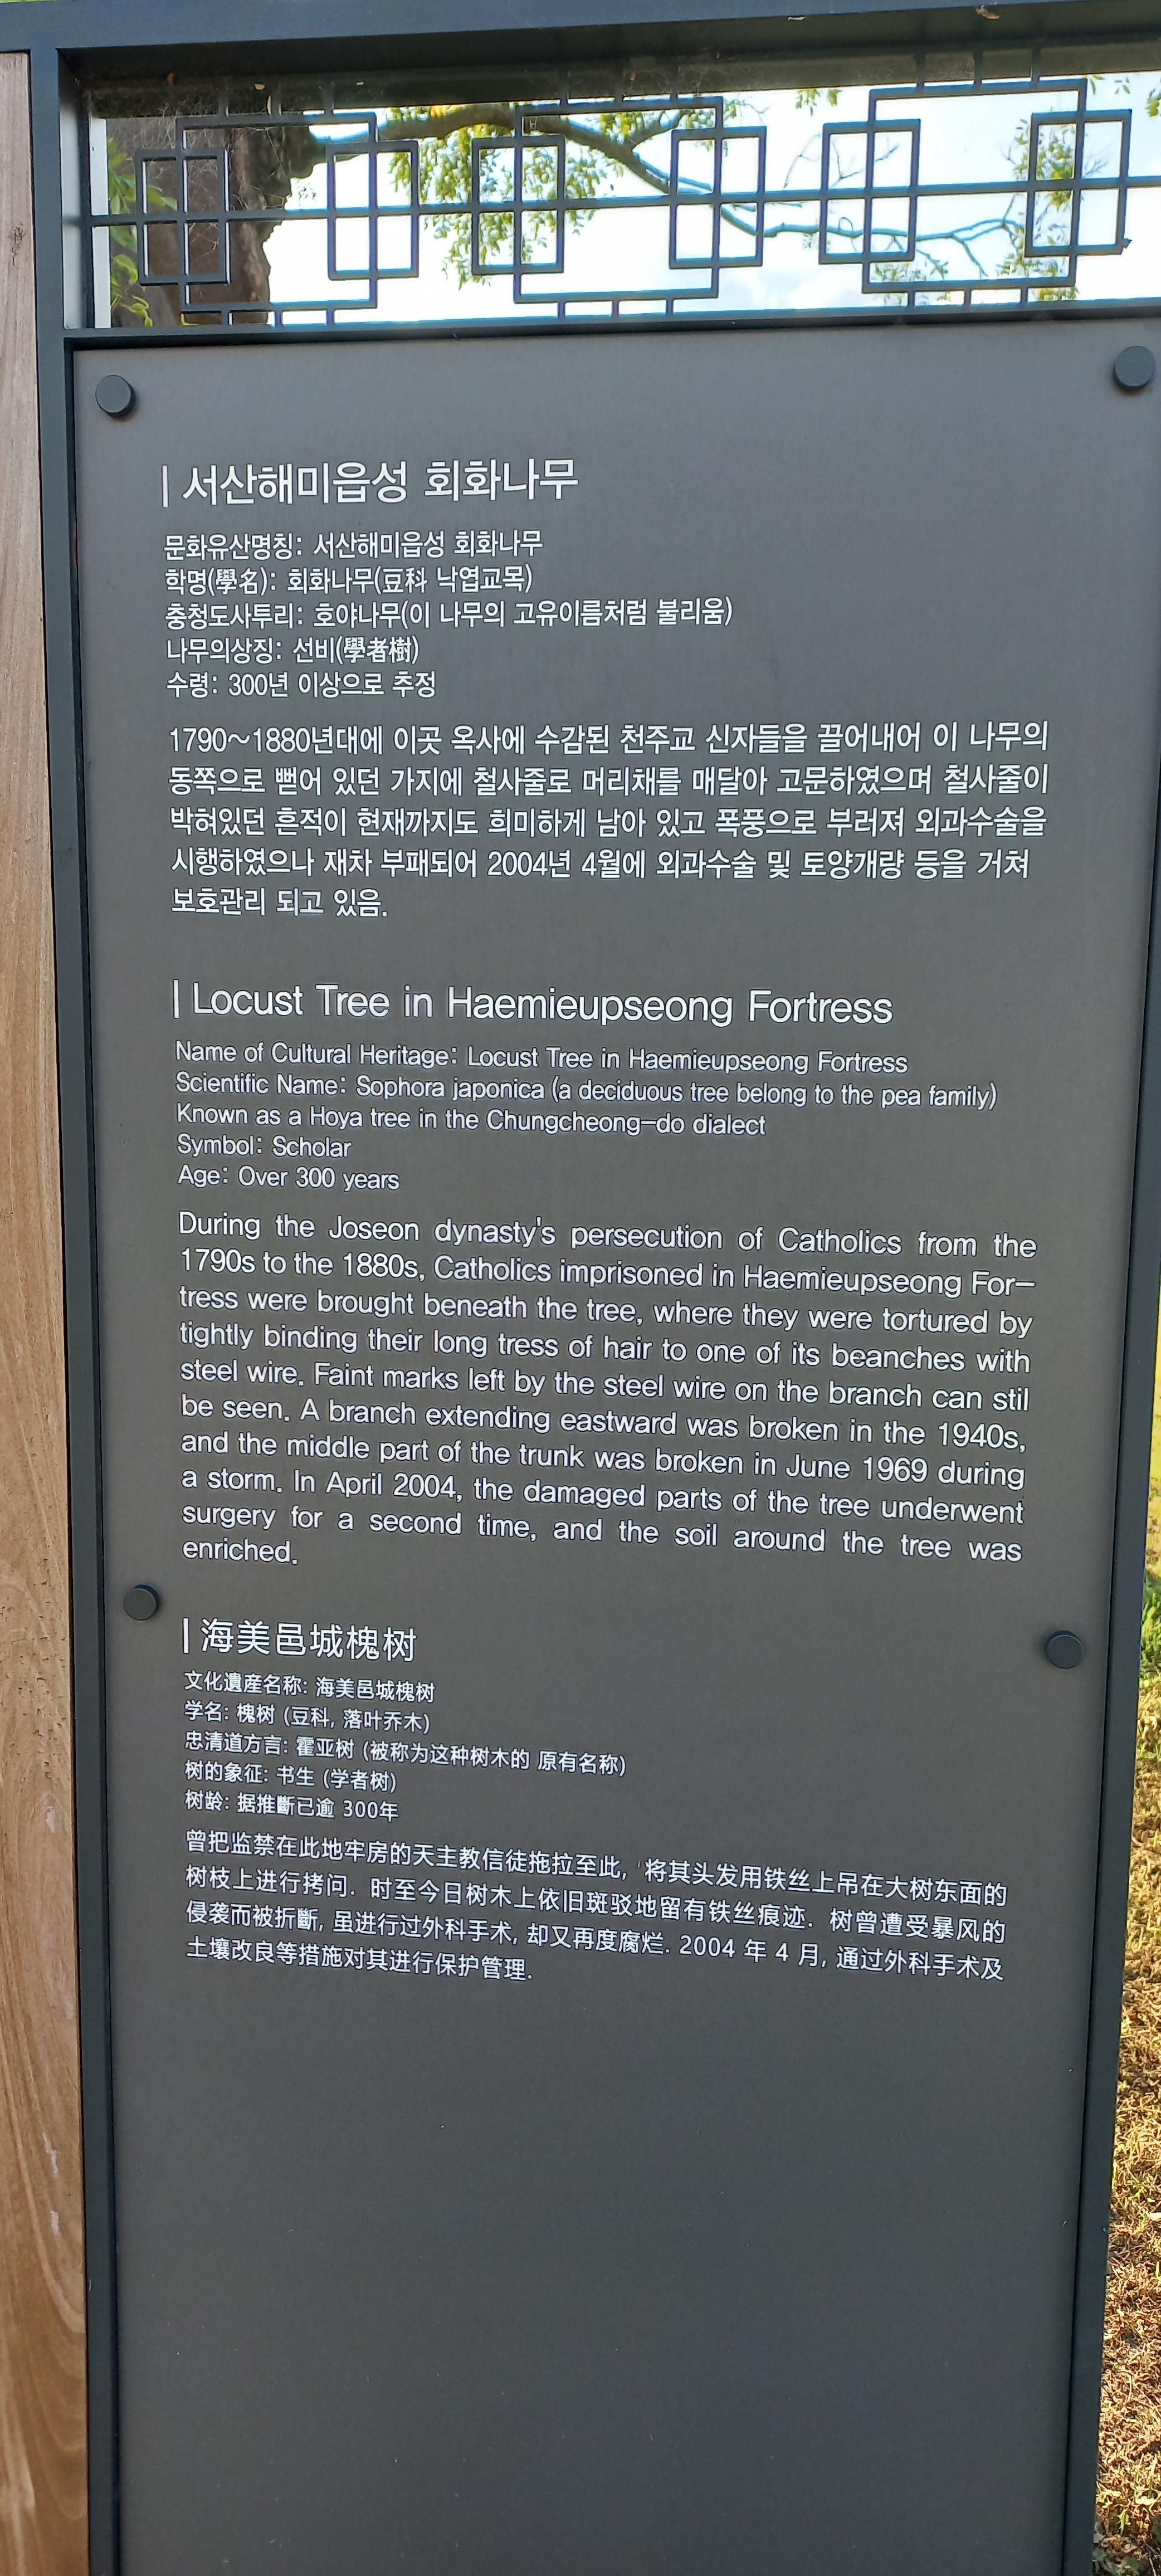 서산해미읍성 회화나무
문화유산명칭: 서산해미읍성 회화나무
학명(學名): 회화나무(豆科 낙엽교목)
충청도사투리: 호야나무(이 나무의 고유이름처럼 불리움)
나무의상징: 선비(學者樹)
수령: 300년 이상으로 추정
1790~1880년대에 이곳 옥사에 수감된 천주교 신자들을 끌어내어 이 나무의
동쪽으로 뻗어 있던 가지에 철사줄로 머리채를 매달아 고문하였으며 철사줄이
박혀있던 흔적이 현재까지도 희미하게 남아 있고 폭풍으로 부러져 외과수술을
시행하였으나 재차 부패되어 2004년 4월에 외과수술 및 토양개량 등을 거쳐
보호관리 되고 있음.
Locust Tree in Haemieupseong Fortress
Name of Cultural Heritage: Locust Tree in Haemieupseong Fortress
Scientific Name: Sophora japonica (a deciduous tree belong to the pea family)
Known as a Hoya tree in the Chungcheong-do dialect
Symbol: Scholar
Age: Over 300 years
During the Joseon dynasty's persecution of Catholics from the
1790s to the 1880s, Catholics imprisoned in Haemieupseong For-
tress were brought beneath the tree, where they were tortured by
tightly binding their long tress of hair to one of its beanches with
steel wire. Faint marks left by the steel wire on the branch can stil
be seen. A branch extending eastward was broken in the 1940s,
and the middle part of the trunk was broken in June 1969 during
a storm. In April 2004, the damaged parts of the tree underwent
surgery for a second time, and the soil around the tree was
enriched.
海美邑城槐树
文化遺産名称: 海美邑城槐树
学名: 槐树 (豆科, 落叶乔木)
忠清道方言: 霍亚树 (被称为这种树木的 原有名称)
树的象征: 书生 (学者树)
树龄: 据推斷已逾 300年
曾把监禁在此地牢房的天主教信徒拖拉至此, 将其头发用铁丝上吊在大树东面的
树枝上进行拷问. 时至今日树木上依旧斑驳地留有铁丝痕迹. 树曾遭受暴风的
侵袭而被折斷, 虽进行过外科手术, 却又再度腐烂. 2004 年 4 月, 通过外科手术及
土壤改良等措施对其进行保护管理.